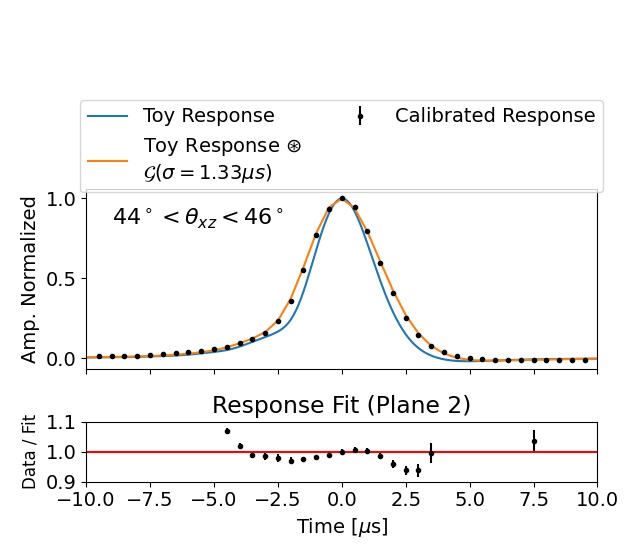 Toy Response
Calibrated Response
Toy Response ⊛
𝒢(σ = 1.33μs)
1.0
0.5
0.0
Amp. Normalized
44° < θxz < 46°
Response Fit (Plane 2)
1.1
1.0
0.9
Data / Fit
−10.0 −7.5 −5.0 −2.5 0.0 2.5 5.0 7.5 10.0
Time [μs]